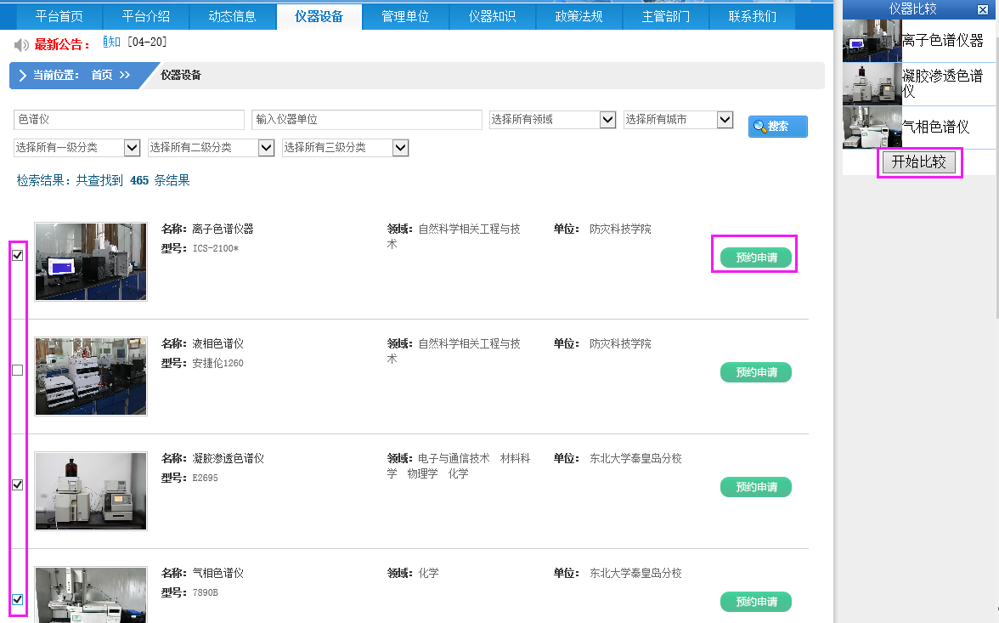 平台首页 平台介绍 动态信息 仪器设备 管理单位 仪器知识 政策法规 主管部门 联系我们
最新公告： 通知 [04-20]
当前位置： 首页 >> 仪器设备
色谱仪 输入仪器单位 选择所有领域 选择所有城市 搜索
选择所有一级分类 选择所有二级分类 选择所有三级分类
检索结果：共查找到 465 条结果
名称：离子色谱仪器 领域：自然科学相关工程与技 单位： 防灾科技学院
术
型号：ICS-2100*
预约申请
名称：液相色谱仪 领域：自然科学相关工程与技 单位： 防灾科技学院
术
型号：安捷伦1260
预约申请
名称：凝胶渗透色谱仪 领域：电子与通信技术 材料科 单位： 东北大学秦皇岛分校
学 物理学 化学
型号：E2695
预约申请
名称：气相色谱仪 领域：化学 单位： 东北大学秦皇岛分校
型号：7890B
预约申请
仪器比较
离子色谱仪器
凝胶渗透色谱
仪
气相色谱仪
开始比较